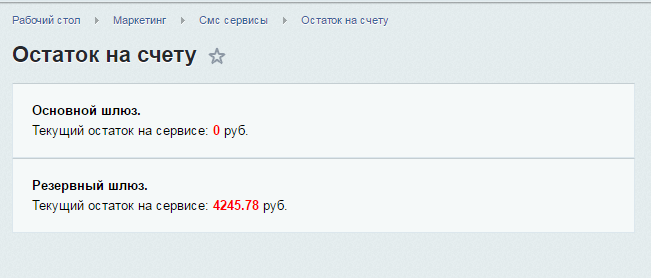 Рабочий стол Маркетинг Смс сервисы Остаток на счету
Остаток на счету
Основной шлюз.
Текущий остаток на сервисе: 0 руб.
Резервный шлюз.
Текущий остаток на сервисе: 4245.78 руб.